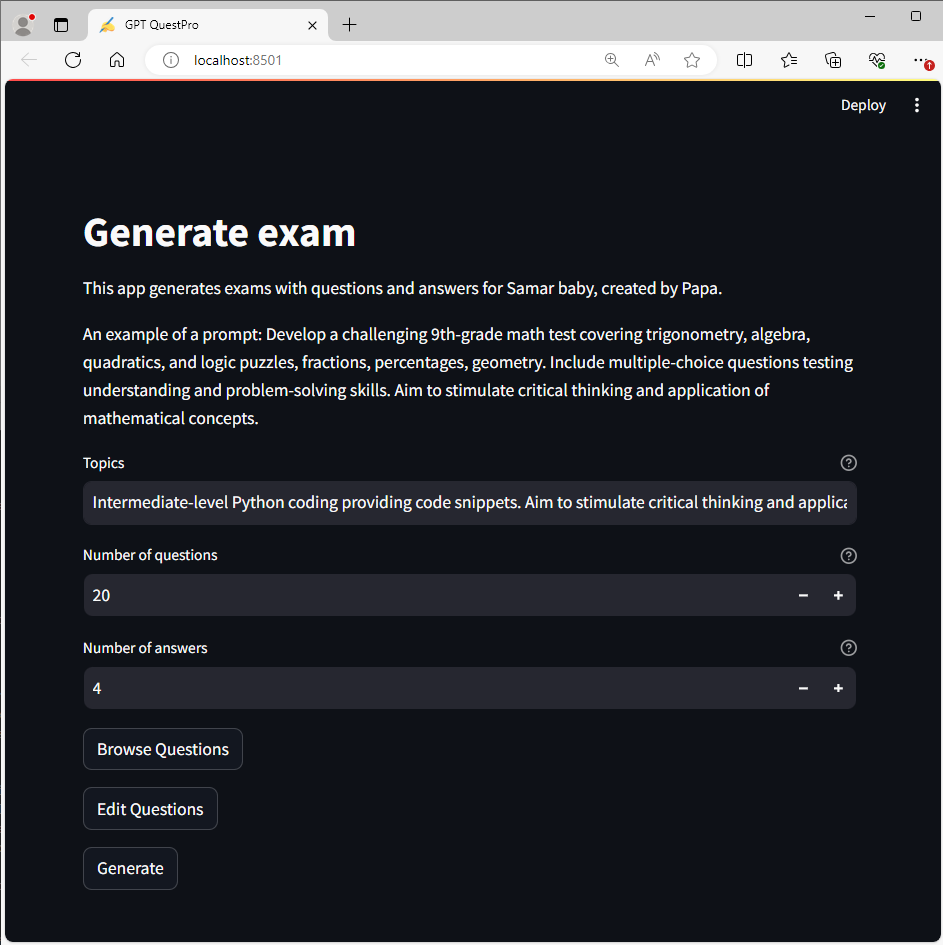 GPT QuestPro
localhost:8501
Deploy
Generate exam
This app generates exams with questions and answers for Samar baby, created by Papa.
An example of a prompt: Develop a challenging 9th-grade math test covering trigonometry, algebra,
quadratics, and logic puzzles, fractions, percentages, geometry. Include multiple-choice questions testing
understanding and problem-solving skills. Aim to stimulate critical thinking and application of
mathematical concepts.
Topics
Intermediate-level Python coding providing code snippets. Aim to stimulate critical thinking and applica
Number of questions
20
Number of answers
4
Browse Questions
Edit Questions
Generate